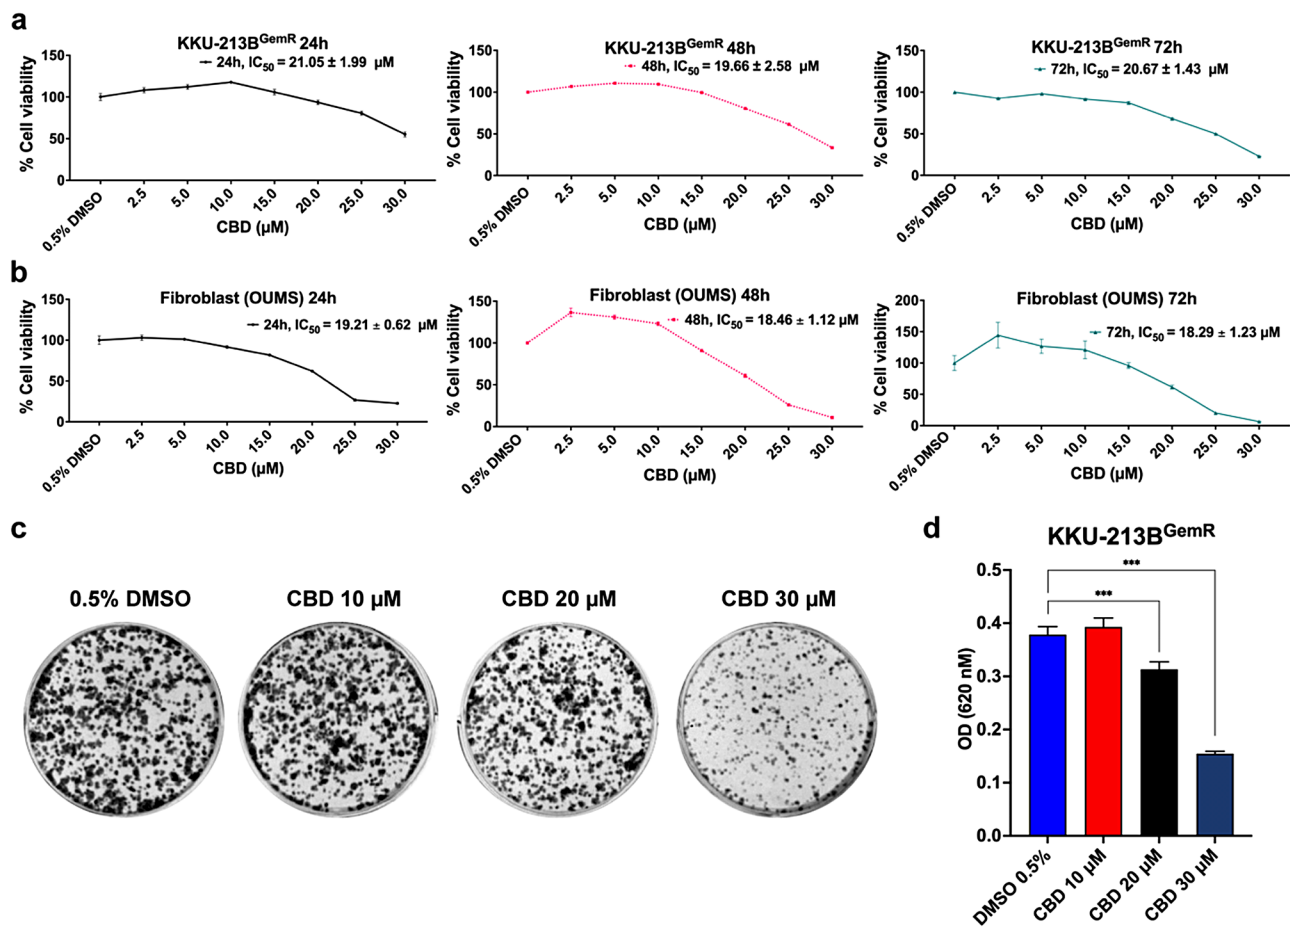 a
KKU-213BGemR 24h
24h, IC50 = 21.05 ± 1.99 μM
% Cell viability
150
100
50
0
0.5% DMSO
2.5
5.0
10.0
15.0
20.0
25.0
30.0
CBD (μM)
KKU-213BGemR 48h
48h, IC50 = 19.66 ± 2.58 μM
% Cell viability
150
100
50
0
0.5% DMSO
2.5
5.0
10.0
15.0
20.0
25.0
30.0
CBD (μM)
KKU-213BGemR 72h
72h, IC50 = 20.67 ± 1.43 μM
% Cell viability
150
100
50
0
0.5% DMSO
2.5
5.0
10.0
15.0
20.0
25.0
30.0
CBD (μM)
b
Fibroblast (OUMS) 24h
24h, IC50 = 19.21 ± 0.62 μM
% Cell viability
150
100
50
0
0.5% DMSO
2.5
5.0
10.0
15.0
20.0
25.0
30.0
CBD (μM)
Fibroblast (OUMS) 48h
48h, IC50 = 18.46 ± 1.12 μM
% Cell viability
150
100
50
0
0.5% DMSO
2.5
5.0
10.0
15.0
20.0
25.0
30.0
CBD (μM)
Fibroblast (OUMS) 72h
72h, IC50 = 18.29 ± 1.23 μM
% Cell viability
200
150
100
50
0
0.5% DMSO
2.5
5.0
10.0
15.0
20.0
25.0
30.0
CBD (μM)
c
0.5% DMSO
CBD 10 μM
CBD 20 μM
CBD 30 μM
d
KKU-213BGemR
OD (620 nM)
0.5
0.4
0.3
0.2
0.1
0.0
***
***
DMSO 0.5%
CBD 10 μM
CBD 20 μM
CBD 30 μM